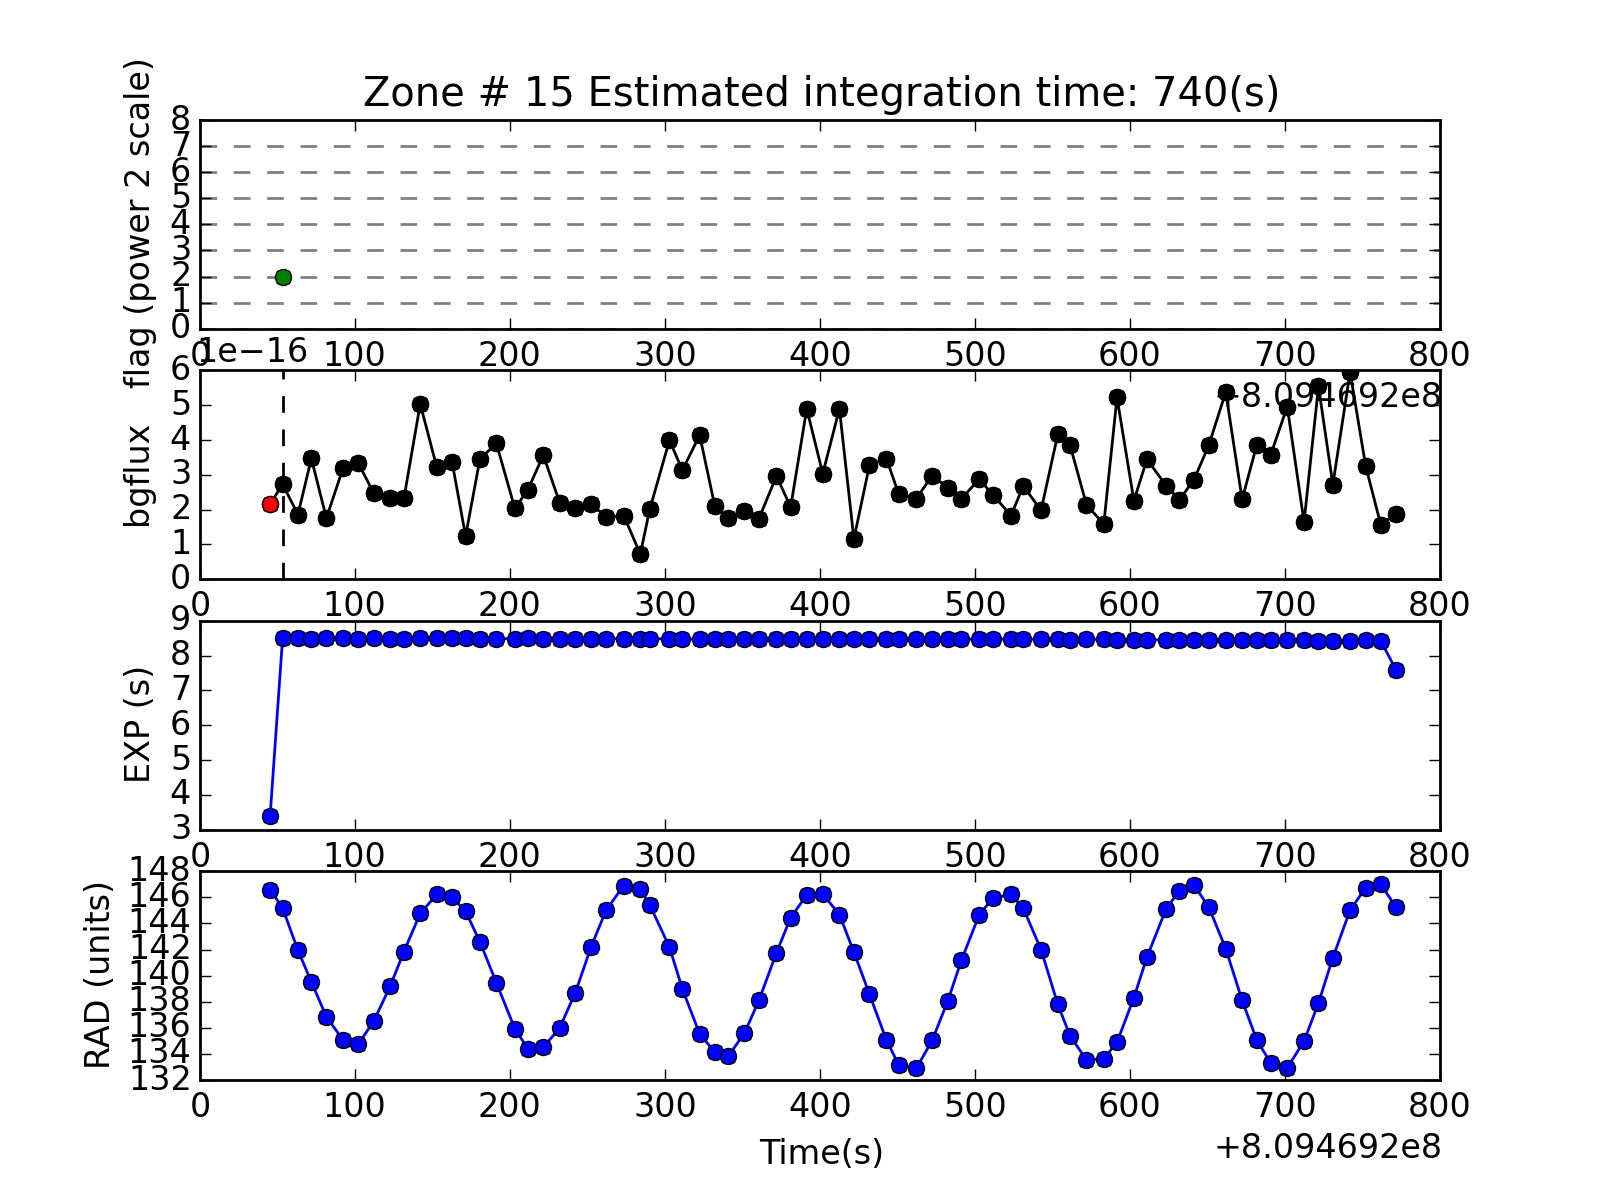 Zone # 15 Estimated integration time: 740(s)
flag (power 2 scale)
8
7
6
5
4
3
2
1
0
0 100 200 300 400 500 600 700 800
+8.094692e8
1e−16
bgflux
6
5
4
3
2
1
0
0 100 200 300 400 500 600 700 800
EXP (s)
9
8
7
6
5
4
3
0 100 200 300 400 500 600 700 800
RAD (units)
148
146
144
142
140
138
136
134
132
0 100 200 300 400 500 600 700 800
Time(s)
+8.094692e8